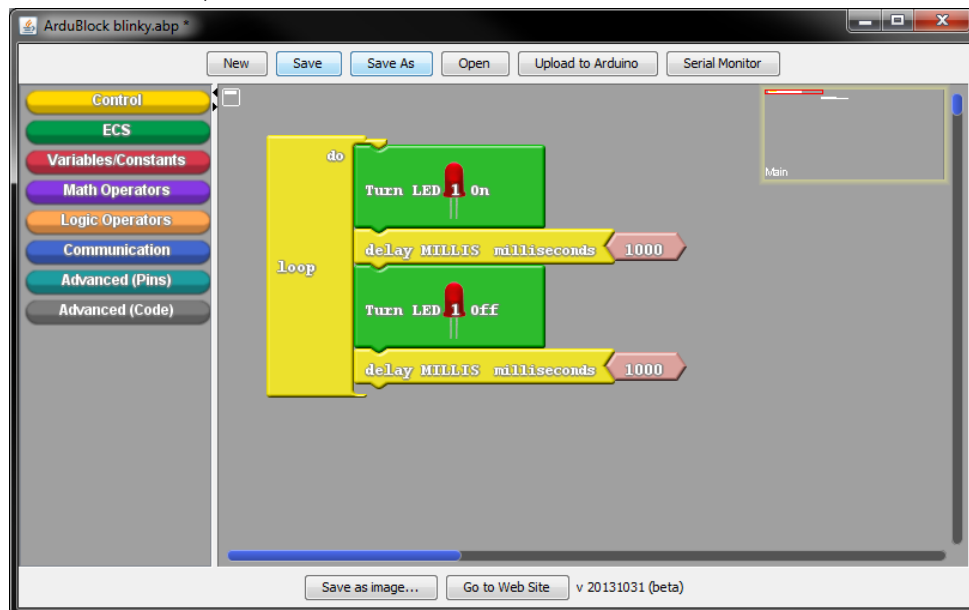 ArduBlock blinky.abp *
New Save Save As Open Upload to Arduino Serial Monitor
Control
ECS
Variables/Constants
Math Operators
Logic Operators
Communication
Advanced (Pins)
Advanced (Code)
Main
do
Turn LED 1 On
delay MILLIS milliseconds 1000
loop
Turn LED 1 Off
delay MILLIS milliseconds 1000
Save as image... Go to Web Site v 20131031 (beta)